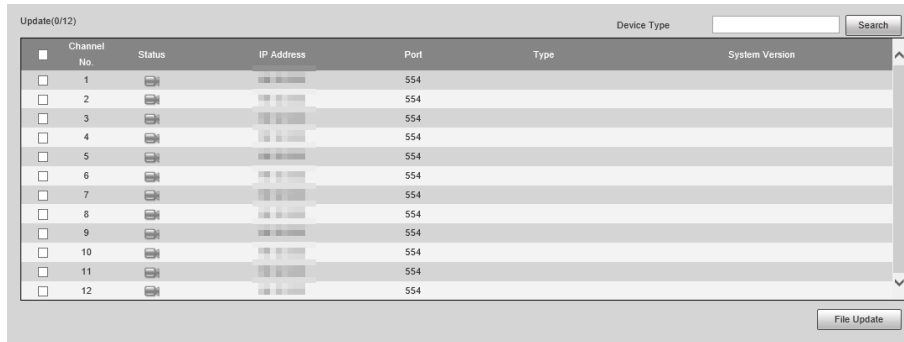 Update(0/12)
Device Type
Search
Channel No. Status IP Address Port Type System Version
1 554
2 554
3 554
4 554
5 554
6 554
7 554
8 554
9 554
10 554
11 554
12 554
File Update